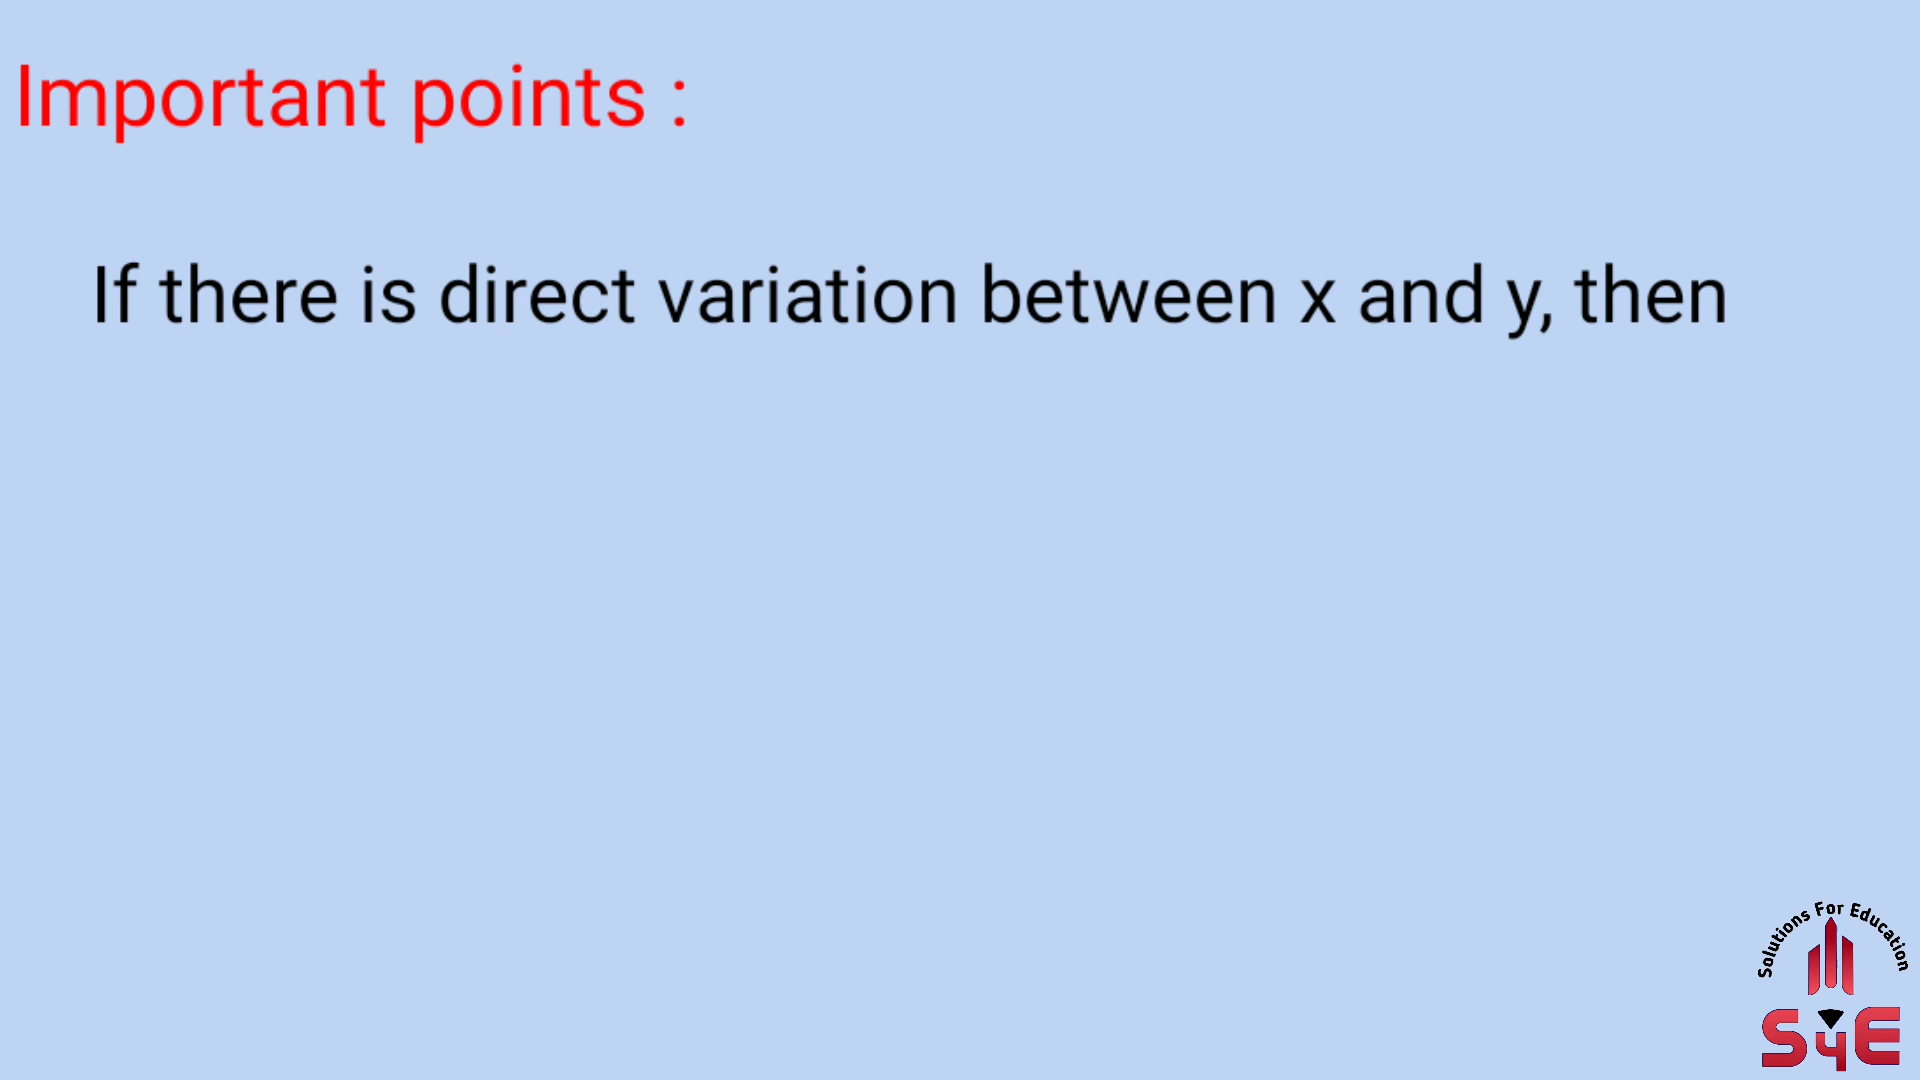 Important points :
If there is direct variation between x and y, then
Solutions For Education
S4E